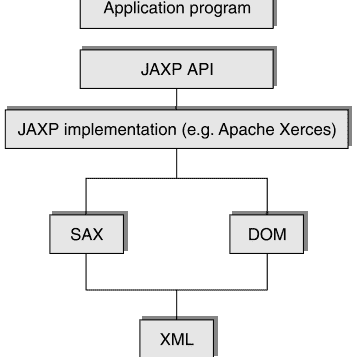 Application program
JAXP API
JAXP implementation (e.g. Apache Xerces)
SAX
DOM
XML